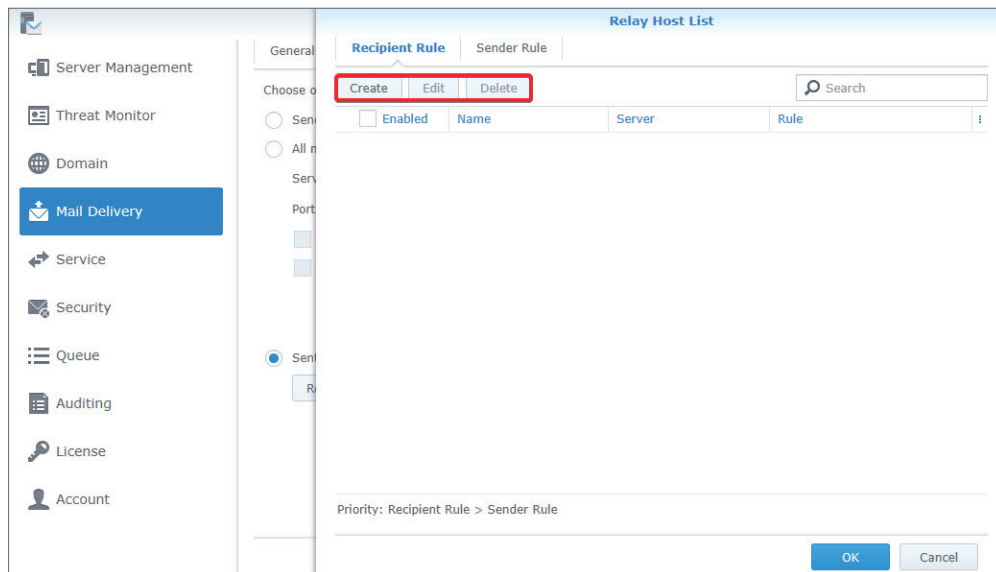 Relay Host List
Server Management
Threat Monitor
Domain
Mail Delivery
Service
Security
Queue
Auditing
License
Account
General
Choose
All
Port
Recipient Rule
Sender Rule
Create
Edit
Delete
Search
Enabled
Name
Server
Rule
Priority: Recipient Rule > Sender Rule
OK
Cancel